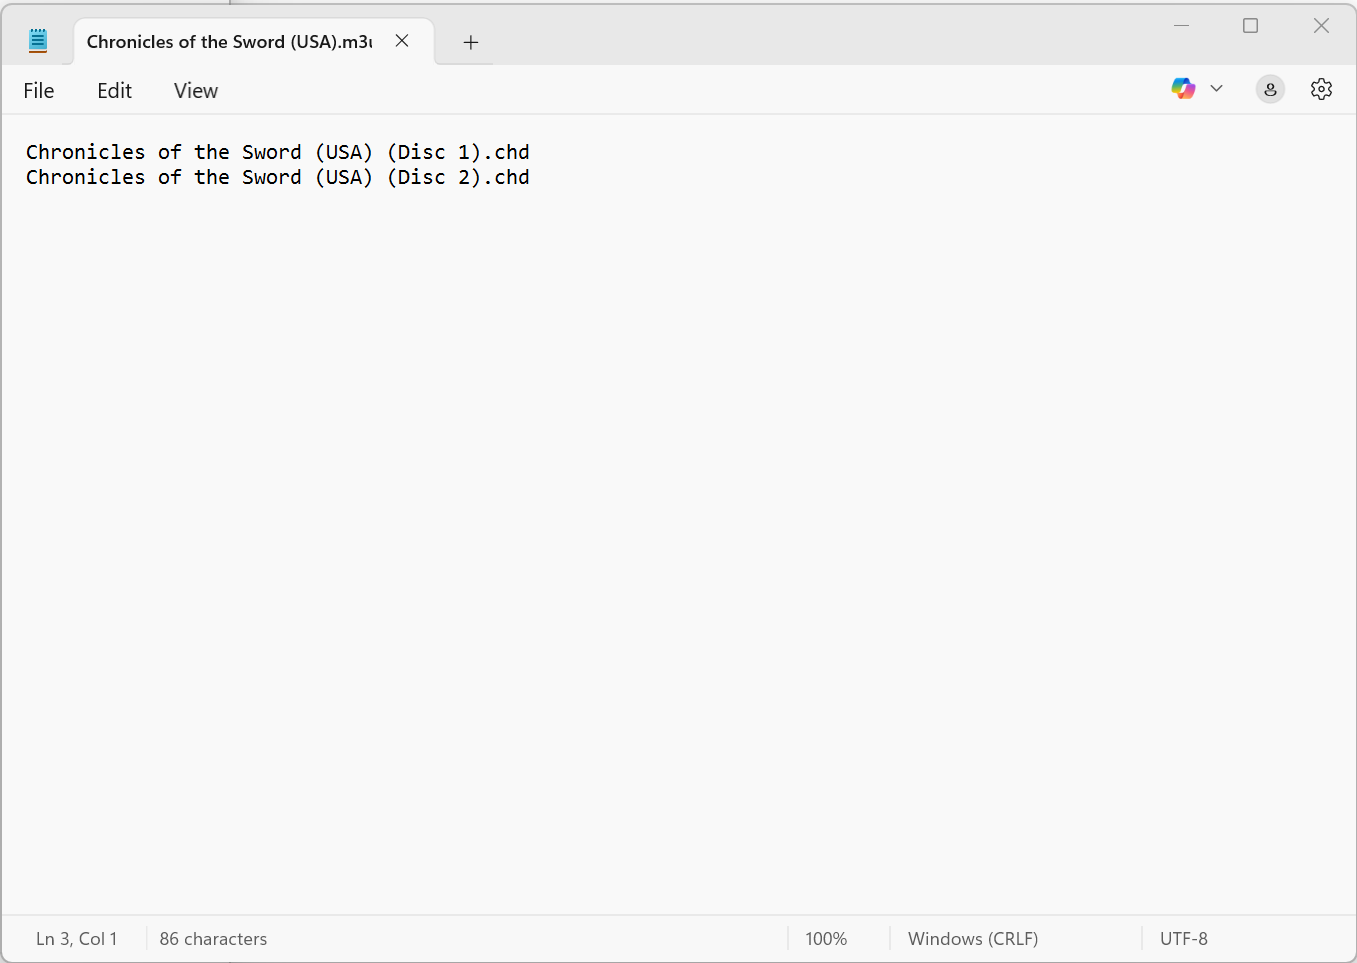 Chronicles of the Sword (USA).m3u
File Edit View
Chronicles of the Sword (USA) (Disc 1).chd
Chronicles of the Sword (USA) (Disc 2).chd
Ln 3, Col 1 86 characters 100% Windows (CRLF) UTF-8